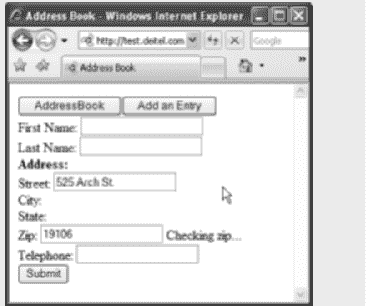 Address Book - Windows Internet Explorer
http://test.deitel.com
Google
Address Book
AddressBook Add an Entry
First Name:
Last Name:
Address:
Street: 525 Arch St.
City:
State:
Zip: 19106 Checking zip...
Telephone:
Submit